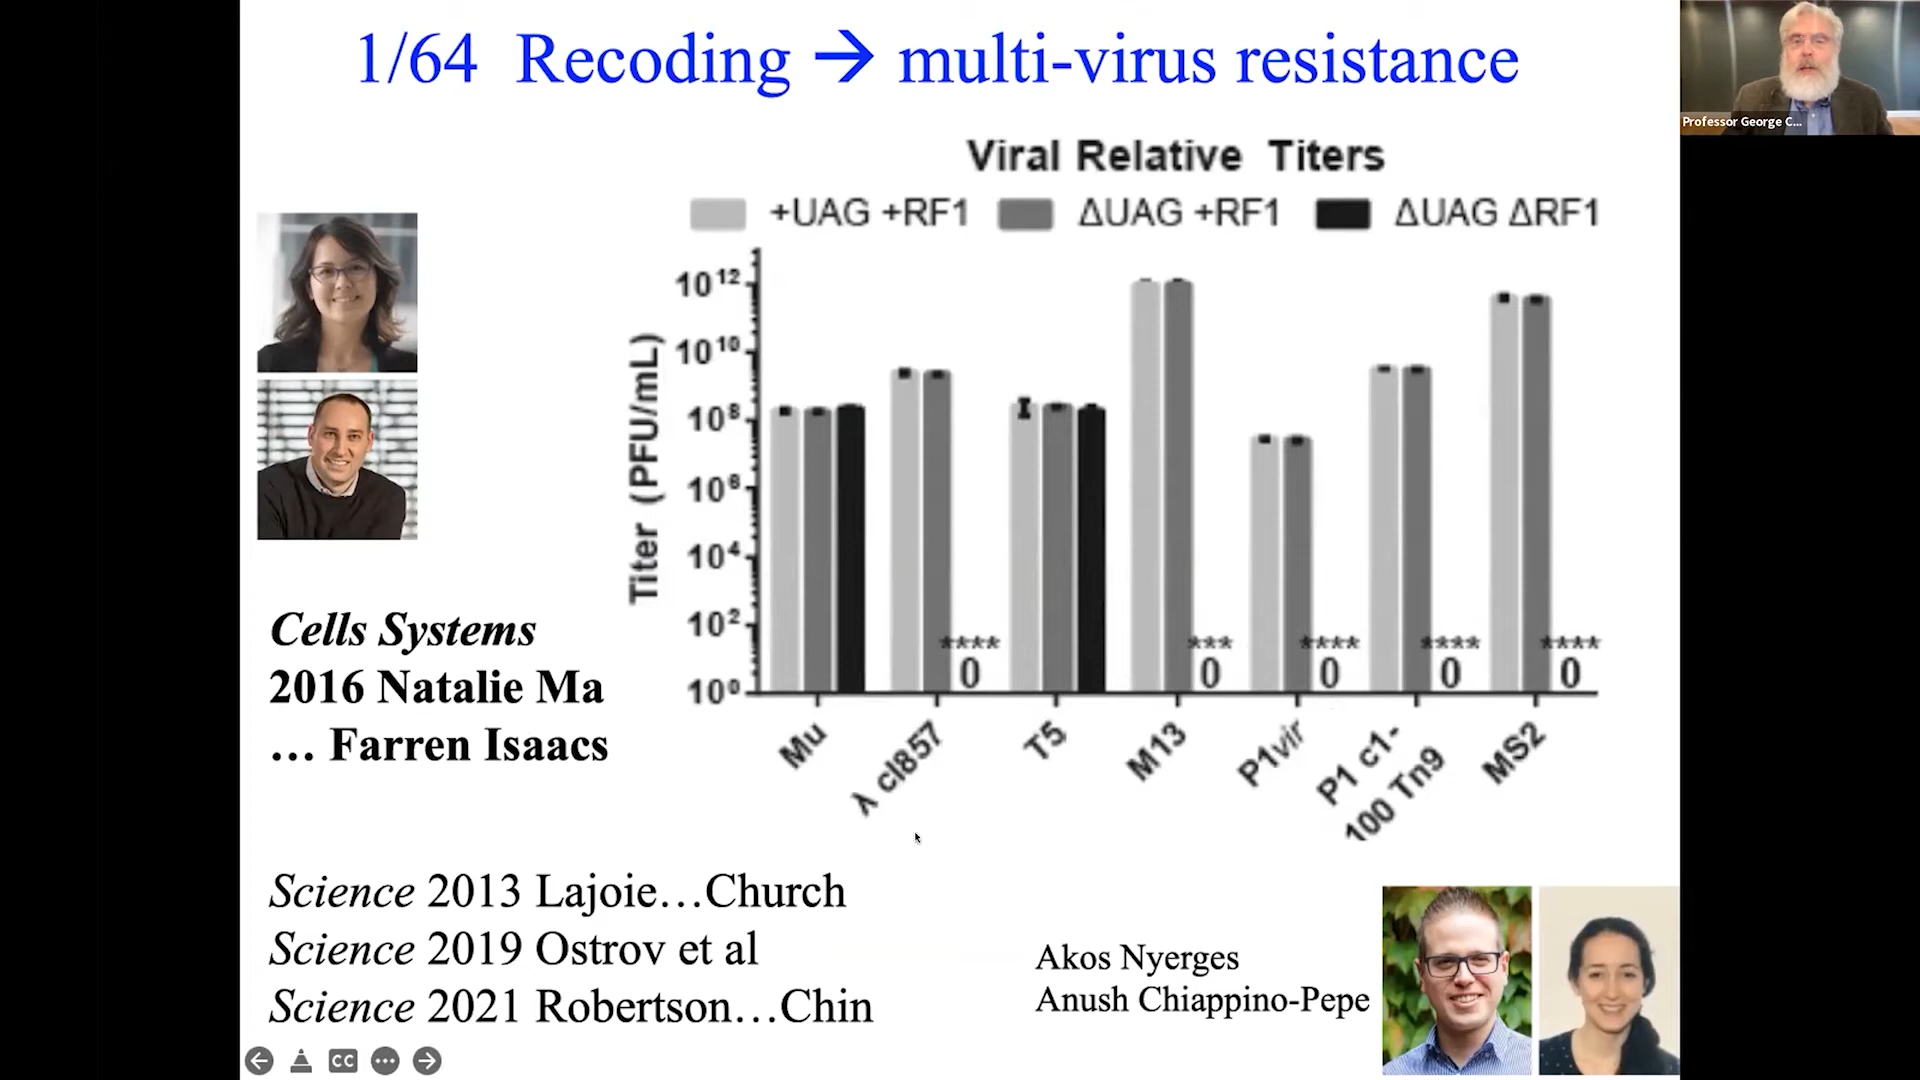 1/64 Recoding → multi-virus resistance
Professor George C...
Viral Relative Titers
+UAG +RF1 ΔUAG +RF1 ΔUAG ΔRF1
Titer (PFU/mL)
10¹²
10¹⁰
10⁸
10⁶
10⁴
10²
10⁰
**** *** **** **** ****
0 0 0 0 0
Mu
λ cI857
T5
M13
P1vir
P1 c1-
100 Tn9
MS2
Cells Systems
2016 Natalie Ma
... Farren Isaacs
Science 2013 Lajoie...Church
Science 2019 Ostrov et al
Science 2021 Robertson...Chin
Akos Nyerges
Anush Chiappino-Pepe
CC